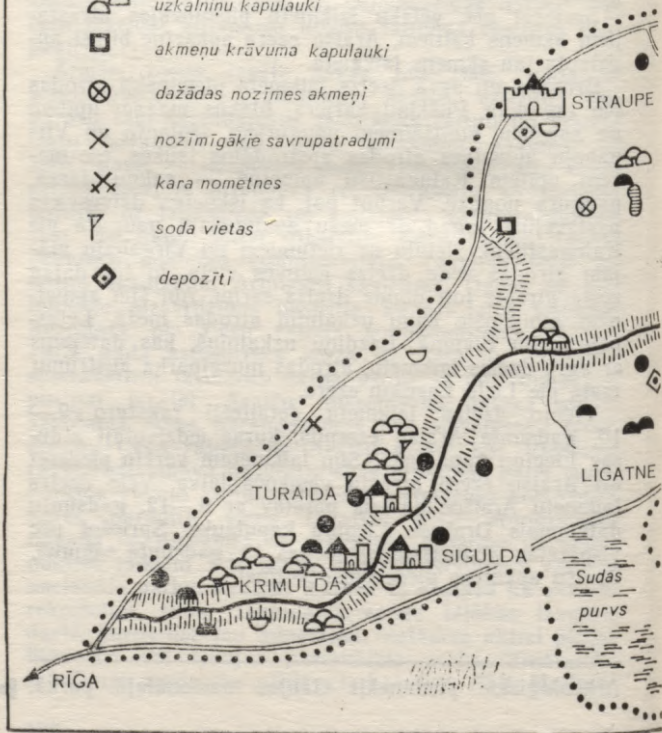 uzkalniņu kapulauki
akmeņu krāvuma kapulauki
dažādas nozīmes akmeņi
nozīmīgākie savrupatradumi
kara nometnes
soda vietas
depozīti
STRAUPE
LĪGATNE
TURAIDA
SIGULDA
KRIMULDA
Sudas
purvs
RĪGA